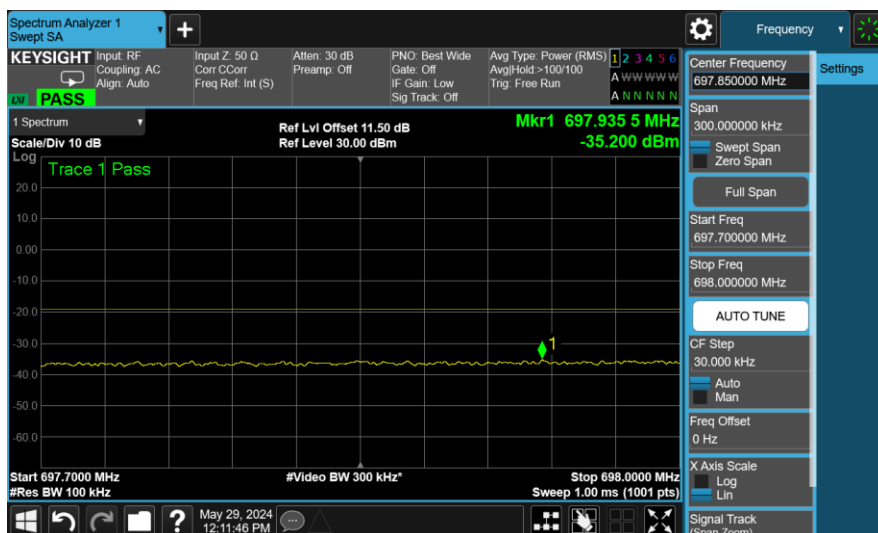 Spectrum Analyzer 1
Swept SA
+
Frequency
KEYSIGHT
LXI
PASS
Input: RF
Coupling: AC
Align: Auto
Input Z: 50 Ω
Corr CCorr
Freq Ref: Int (S)
Atten: 30 dB
Preamp: Off
PNO: Best Wide
Gate: Off
IF Gain: Low
Sig Track: Off
Avg Type: Power (RMS)
Avg|Hold:>100/100
Trig: Free Run
1 2 3 4 5 6
A W W W W W
A N N N N N
1 Spectrum
Scale/Div 10 dB
Ref Lvl Offset 11.50 dB
Ref Level 30.00 dBm
Mkr1 697.935 5 MHz
-35.200 dBm
Log
Trace 1 Pass
20.0
10.0
0.00
-10.0
-20.0
-30.0
-40.0
-50.0
-60.0
1
Start 697.7000 MHz
#Res BW 100 kHz
#Video BW 300 kHz*
Stop 698.0000 MHz
Sweep 1.00 ms (1001 pts)
?
May 29, 2024
12:11:46 PM
Center Frequency
697.850000 MHz
Settings
Span
300.000000 kHz
Swept Span
Zero Span
Full Span
Start Freq
697.700000 MHz
Stop Freq
698.000000 MHz
AUTO TUNE
CF Step
30.000 kHz
Auto
Man
Freq Offset
0 Hz
X Axis Scale
Log
Lin
Signal Track
(Span Zoom)